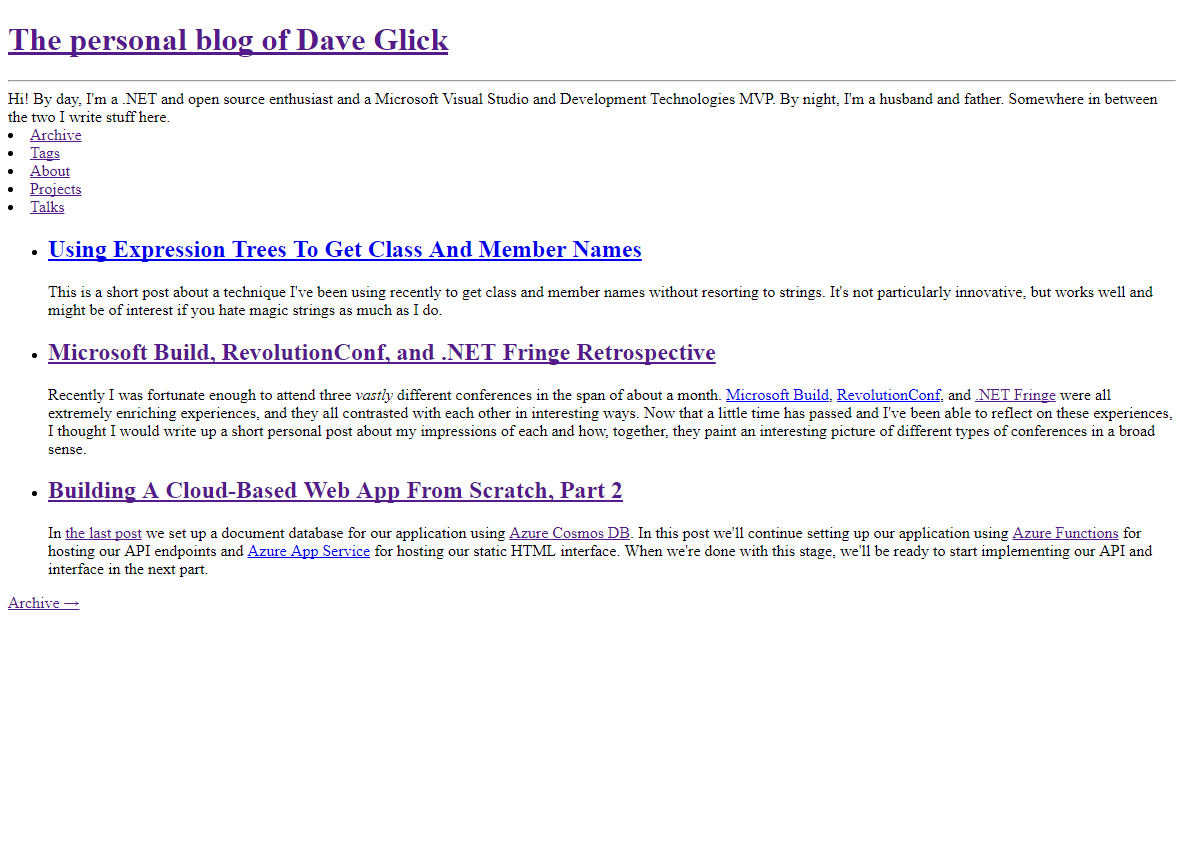 The personal blog of Dave Glick
Hi! By day, I'm a .NET and open source enthusiast and a Microsoft Visual Studio and Development Technologies MVP. By night, I'm a husband and father. Somewhere in between
the two I write stuff here.
Archive
Tags
About
Projects
Talks
Using Expression Trees To Get Class And Member Names
This is a short post about a technique I've been using recently to get class and member names without resorting to strings. It's not particularly innovative, but works well and
might be of interest if you hate magic strings as much as I do.
Microsoft Build, RevolutionConf, and .NET Fringe Retrospective
Recently I was fortunate enough to attend three vastly different conferences in the span of about a month. Microsoft Build, RevolutionConf, and .NET Fringe were all
extremely enriching experiences, and they all contrasted with each other in interesting ways. Now that a little time has passed and I've been able to reflect on these experiences,
I thought I would write up a short personal post about my impressions of each and how, together, they paint an interesting picture of different types of conferences in a broad
sense.
Building A Cloud-Based Web App From Scratch, Part 2
In the last post we set up a document database for our application using Azure Cosmos DB. In this post we'll continue setting up our application using Azure Functions for
hosting our API endpoints and Azure App Service for hosting our static HTML interface. When we're done with this stage, we'll be ready to start implementing our API and
interface in the next part.
Archive →